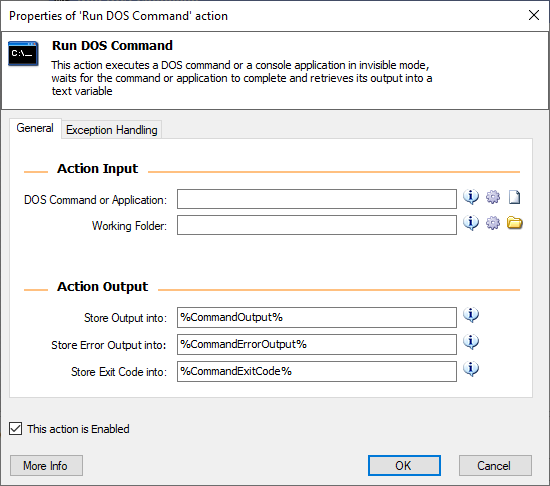 Properties of 'Run DOS Command' action
C:\__
Run DOS Command
This action executes a DOS command or a console application in invisible mode,
waits for the command or application to complete and retrieves its output into a
text variable
General
Exception Handling
Action Input
DOS Command or Application:
Working Folder:
Action Output
Store Output into: %CommandOutput%
Store Error Output into: %CommandErrorOutput%
Store Exit Code into: %CommandExitCode%
This action is Enabled
More Info
OK
Cancel